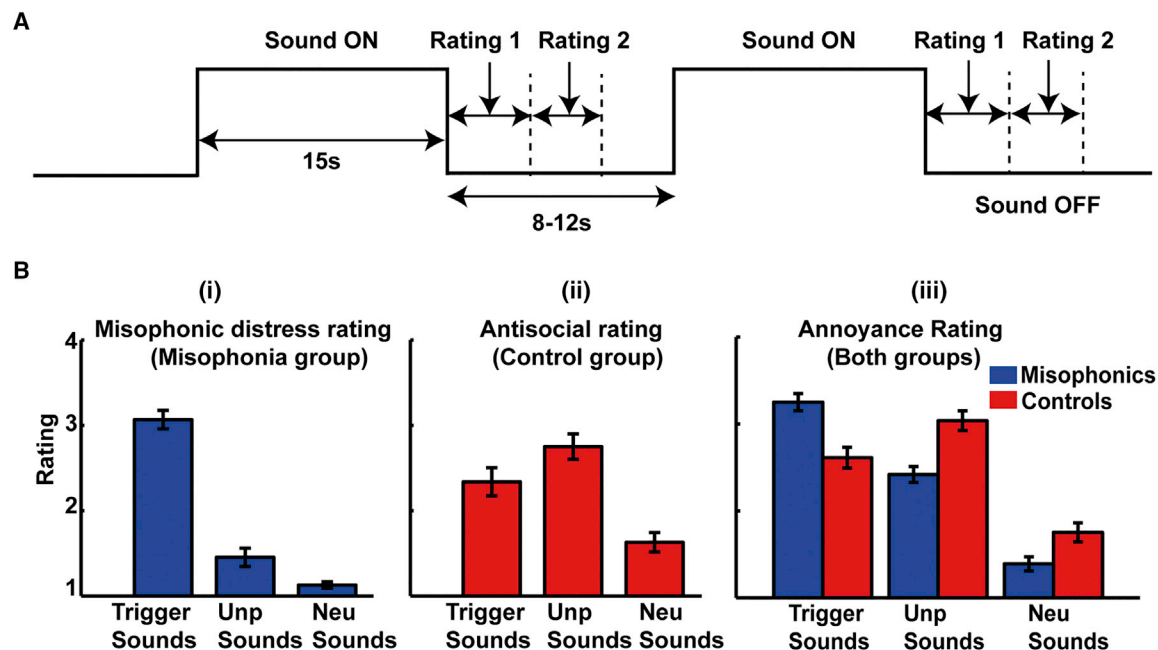 A
Sound ON Rating 1 Rating 2 Sound ON Rating 1 Rating 2
15s
8-12s
Sound OFF
B
(i)
Misophonic distress rating
(Misophonia group)
(ii)
Antisocial rating
(Control group)
(iii)
Annoyance Rating
(Both groups)
Misophonics
Controls
Rating
4
3
2
1
Trigger Unp Neu
Sounds Sounds Sounds
Trigger Unp Neu
Sounds Sounds Sounds
Trigger Unp Neu
Sounds Sounds Sounds